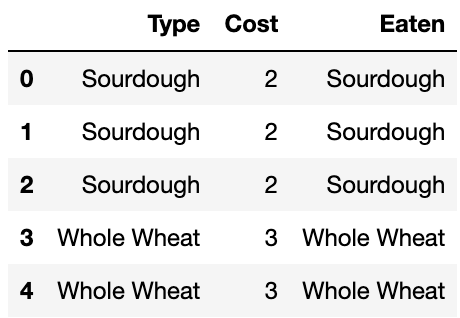 Type Cost Eaten
0 Sourdough 2 Sourdough
1 Sourdough 2 Sourdough
2 Sourdough 2 Sourdough
3 Whole Wheat 3 Whole Wheat
4 Whole Wheat 3 Whole Wheat